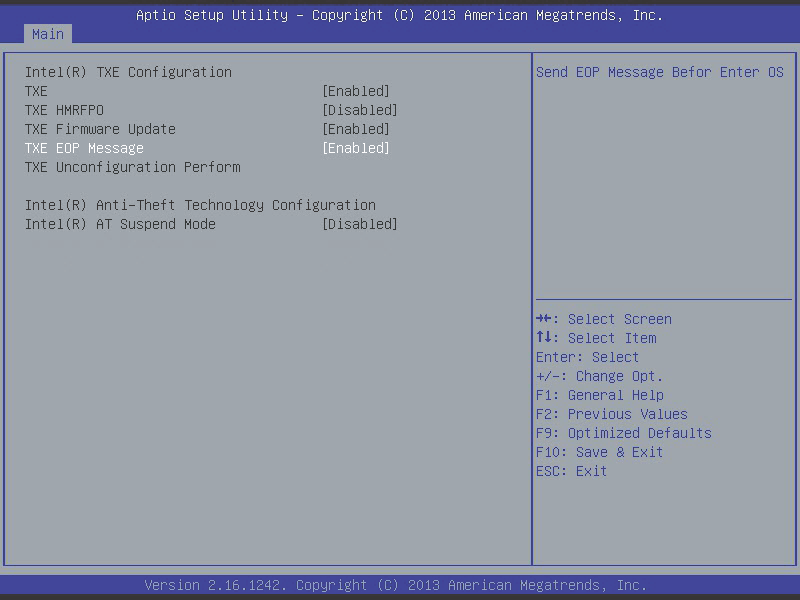 Aptio Setup Utility – Copyright (C) 2013 American Megatrends, Inc.
Main
Intel(R) TXE Configuration
TXE [Enabled]
TXE HMRFPO [Disabled]
TXE Firmware Update [Enabled]
TXE EOP Message [Enabled]
TXE Unconfiguration Perform
Intel(R) Anti-Theft Technology Configuration
Intel(R) AT Suspend Mode [Disabled]
Send EOP Message Befor Enter OS
→←: Select Screen
↑↓: Select Item
Enter: Select
+/-: Change Opt.
F1: General Help
F2: Previous Values
F9: Optimized Defaults
F10: Save & Exit
ESC: Exit
Version 2.16.1242. Copyright (C) 2013 American Megatrends, Inc.